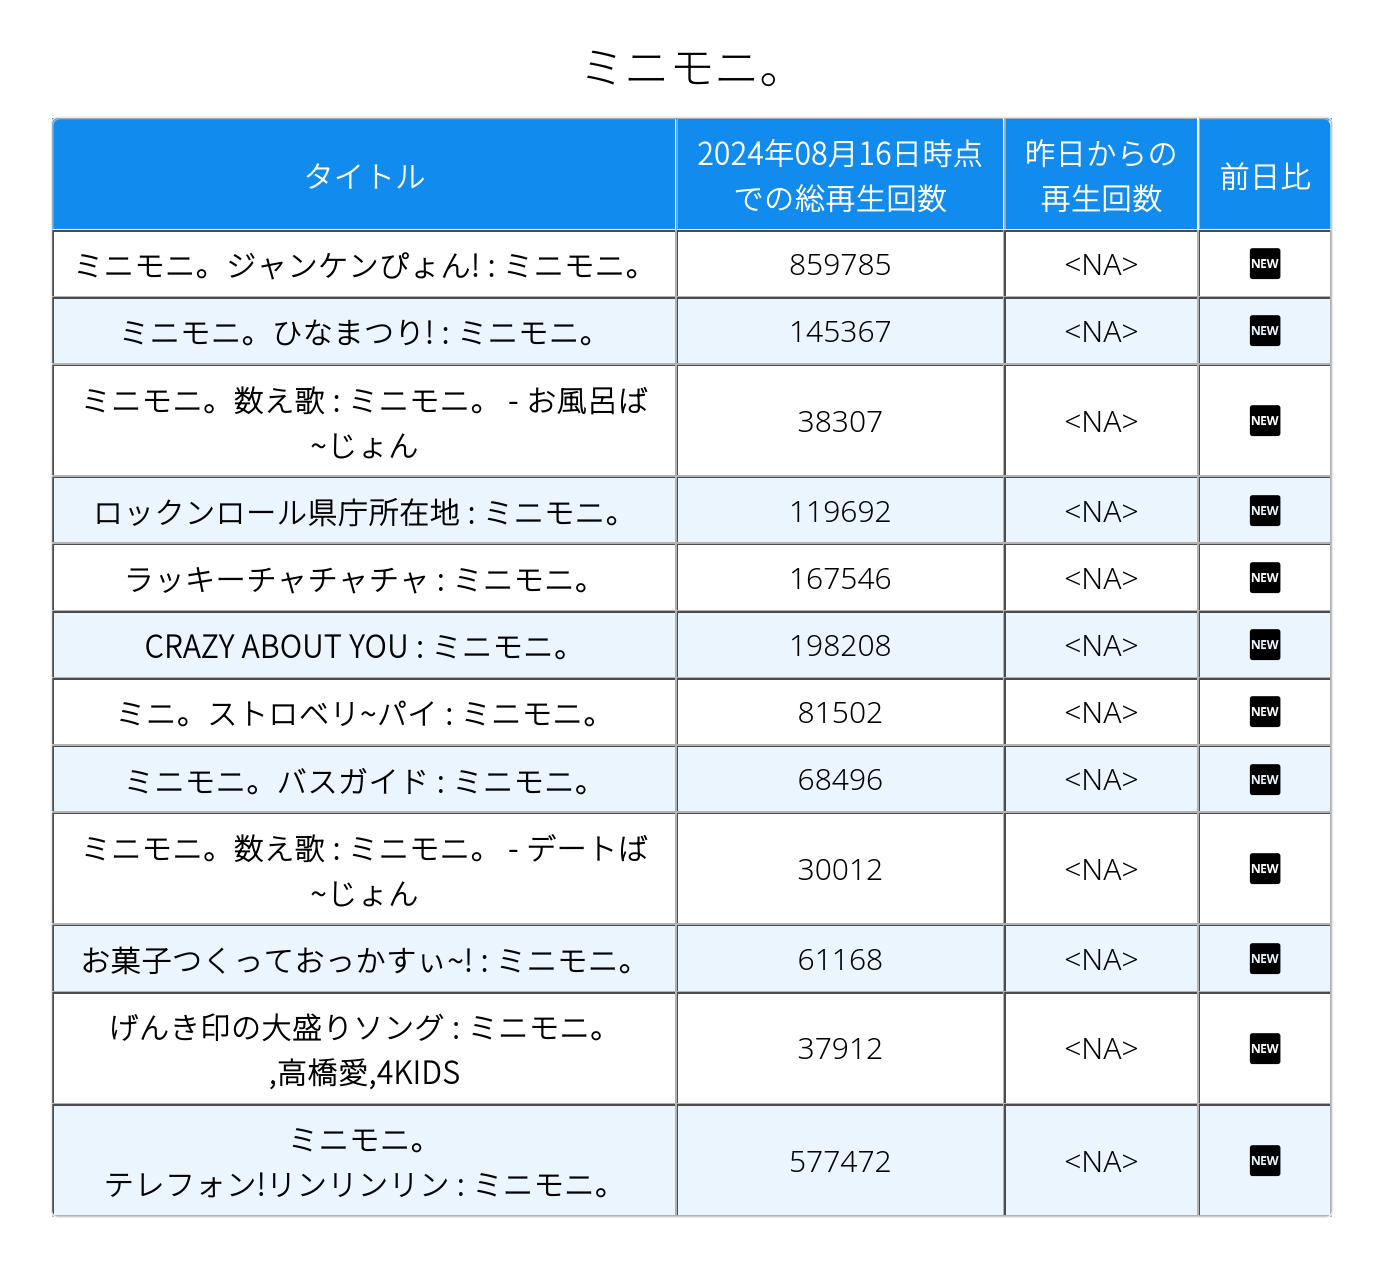 ミニモニ。
タイトル
2024年08月16日時点
での総再生回数
昨日からの
再生回数
前日比
ミニモニ。ジャンケンぴょん! : ミニモニ。
859785
<NA>
NEW
ミニモニ。ひなまつり! : ミニモニ。
145367
<NA>
NEW
ミニモニ。数え歌 : ミニモニ。 - お風呂ば
~じょん
38307
<NA>
NEW
ロックンロール県庁所在地 : ミニモニ。
119692
<NA>
NEW
ラッキーチャチャチャ : ミニモニ。
167546
<NA>
NEW
CRAZY ABOUT YOU : ミニモニ。
198208
<NA>
NEW
ミニ。ストロベリ~パイ : ミニモニ。
81502
<NA>
NEW
ミニモニ。バスガイド : ミニモニ。
68496
<NA>
NEW
ミニモニ。数え歌 : ミニモニ。 - デートば
~じょん
30012
<NA>
NEW
お菓子つくっておっかすぃ~! : ミニモニ。
61168
<NA>
NEW
げんき印の大盛りソング : ミニモニ。
,高橋愛,4KIDS
37912
<NA>
NEW
ミニモニ。
テレフォン!リンリンリン : ミニモニ。
577472
<NA>
NEW